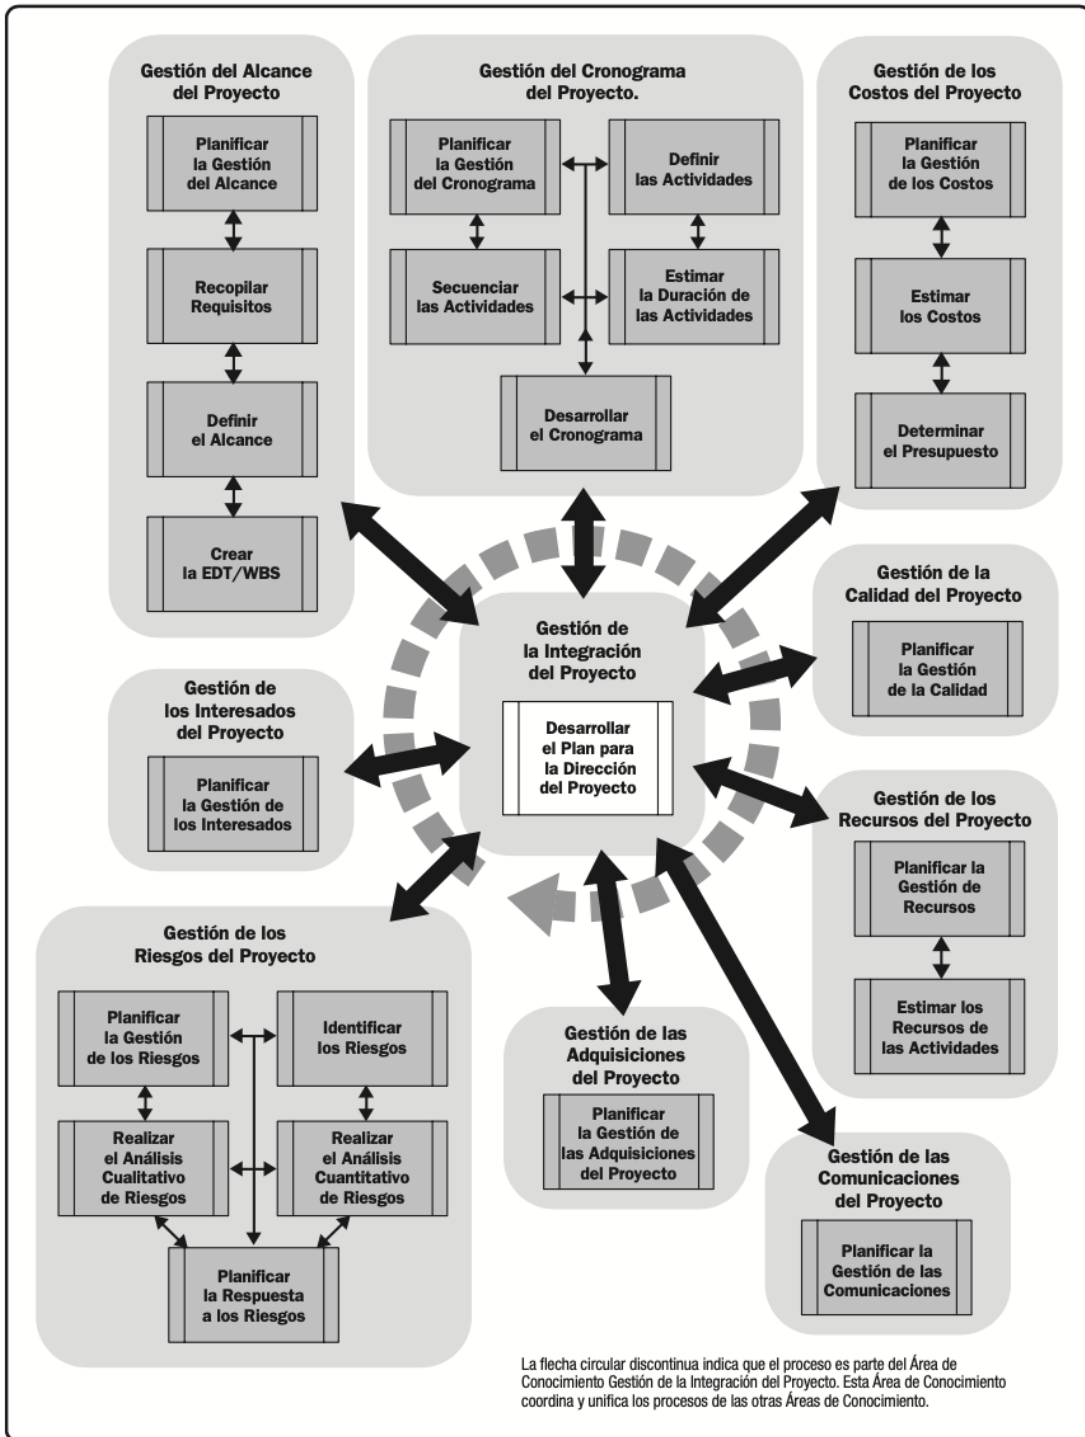 Gestión del Alcance
del Proyecto
Planificar
la Gestión
del Alcance
Recopilar
Requisitos
Definir
el Alcance
Crear
la EDT/WBS
Gestión del Cronograma
del Proyecto.
Planificar
la Gestión
del Cronograma
Definir
las Actividades
Secuenciar
las Actividades
Estimar
la Duración de
las Actividades
Desarrollar
el Cronograma
Gestión de los
Costos del Proyecto
Planificar
la Gestión
de los Costos
Estimar
los Costos
Determinar
el Presupuesto
Gestión de
la Integración
del Proyecto
Desarrollar
el Plan para
la Dirección
del Proyecto
Gestión de la
Calidad del Proyecto
Planificar
la Gestión
de la Calidad
Gestión de
los Interesados
del Proyecto
Planificar
la Gestión de
los Interesados
Gestión de los
Recursos del Proyecto
Planificar la
Gestión de
Recursos
Estimar los
Recursos de
las Actividades
Gestión de los
Riesgos del Proyecto
Planificar
la Gestión
de los Riesgos
Identificar
los Riesgos
Realizar
el Análisis
Cualitativo
de Riesgos
Realizar
el Análisis
Cuantitativo
de Riesgos
Planificar
la Respuesta
a los Riesgos
Gestión de las
Adquisiciones
del Proyecto
Planificar
la Gestión de
las Adquisiciones
del Proyecto
Gestión de las
Comunicaciones
del Proyecto
Planificar la
Gestión de las
Comunicaciones
La flecha circular discontinua indica que el proceso es parte del Área de
Conocimiento Gestión de la Integración del Proyecto. Esta Área de Conocimiento
coordina y unifica los procesos de las otras Áreas de Conocimiento.